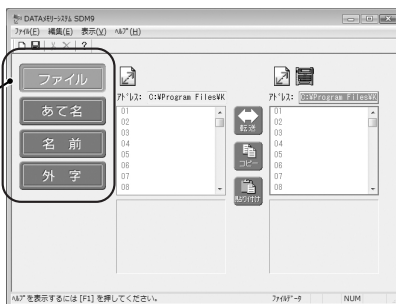 DATAﾒﾓﾘｰｼｽﾃﾑ SDM9
ﾌｧｲﾙ(F) 編集(E) 表示(V) ﾍﾙﾌﾟ(H)
ファイル
あて名
名 前
外 字
ｱﾄﾞﾚｽ: C:¥Program Files¥K
01
02
03
04
05
06
07
08
転送
コピー
貼り付け
ｱﾄﾞﾚｽ: C:¥Program Files¥K
01
02
03
04
05
06
07
08
ﾍﾙﾌﾟを表示するには [F1] を押してください。
ﾌｧｲﾙﾃﾞｰﾀ
NUM